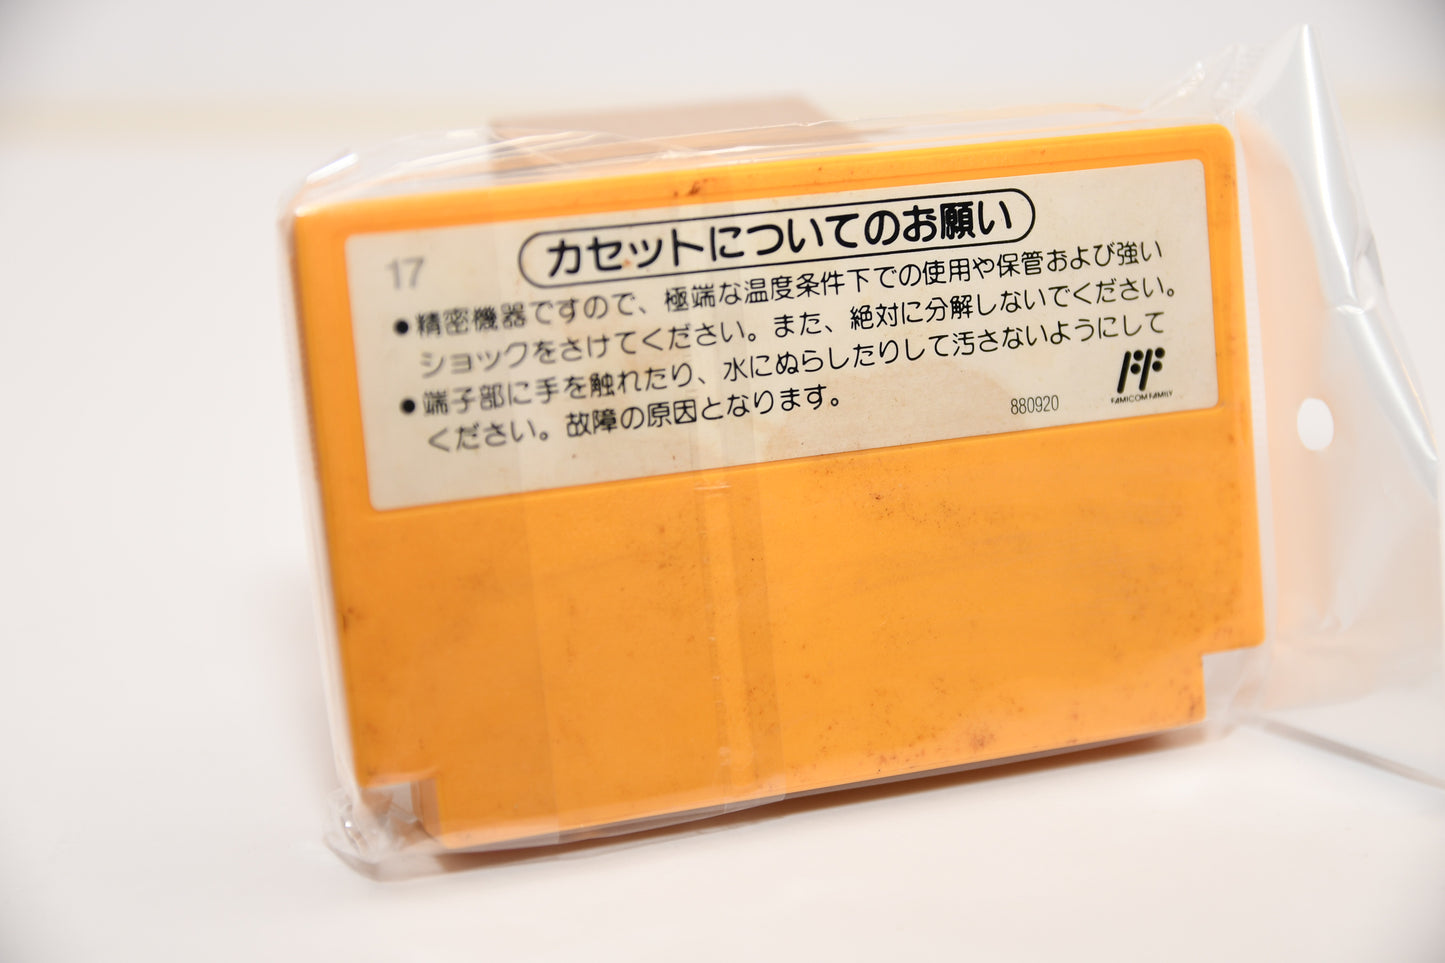 カセットについてのお願い
17
●精密機器ですので、極端な温度条件下での使用や保管および強い
ショックをさけてください。また、絶対に分解しないでください。
●端子部に手を触れたり、水にぬらしたりして汚さないようにして
ください。故障の原因となります。
880920
FAMICOM FAMILY